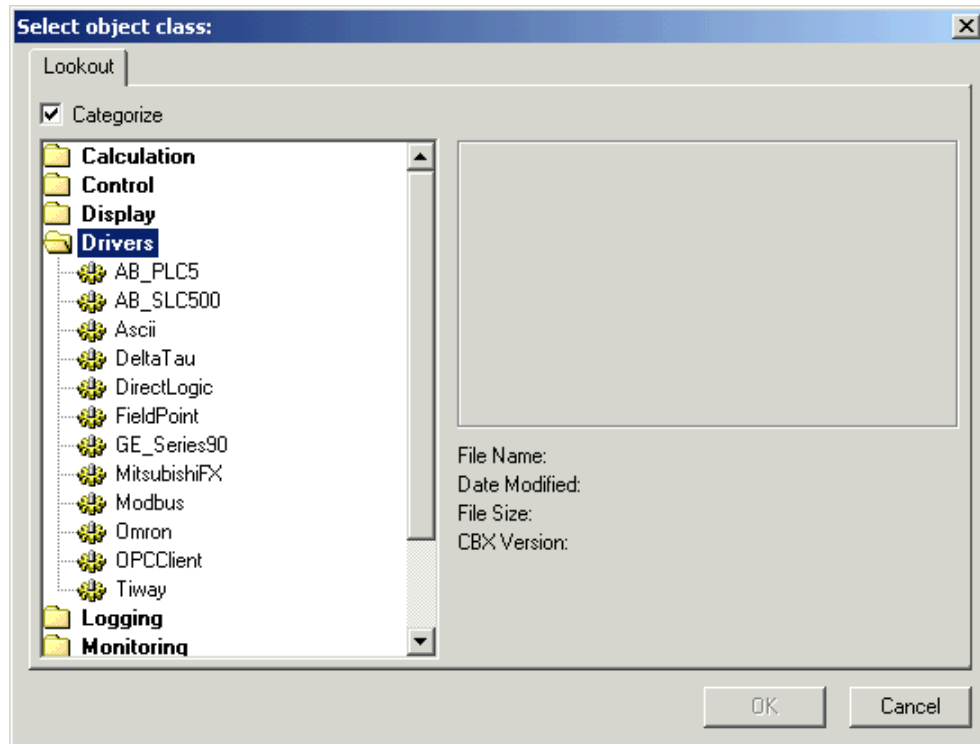 Select object class:
Lookout
Categorize
Calculation
Control
Display
Drivers
AB_PLC5
AB_SLC500
Ascii
DeltaTau
DirectLogic
FieldPoint
GE_Series90
MitsubishiFX
Modbus
Omron
OPCClient
Tiway
Logging
Monitoring
File Name:
Date Modified:
File Size:
CBX Version:
OK
Cancel